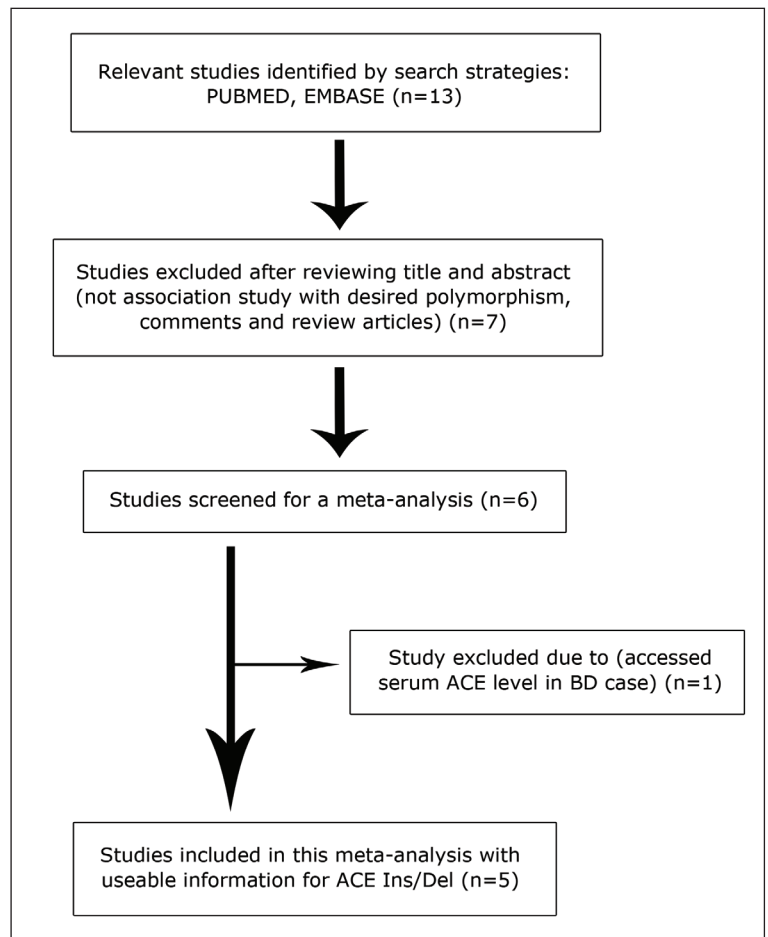 Relevant studies identified by search strategies:
PUBMED, EMBASE (n=13)
Studies excluded after reviewing title and abstract
(not association study with desired polymorphism,
comments and review articles) (n=7)
Studies screened for a meta-analysis (n=6)
Study excluded due to (accessed
serum ACE level in BD case) (n=1)
Studies included in this meta-analysis with
useable information for ACE Ins/Del (n=5)